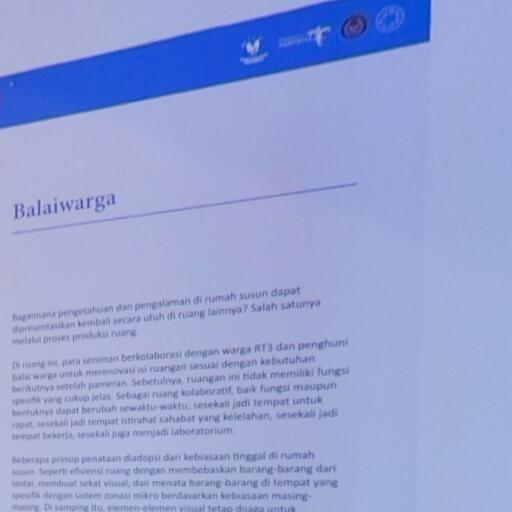 Balaiwarga
Bagaimana pengetahuan dan pengalaman di rumah susun dapat
dipresentasikan kembali secara utuh di ruang lainnya? Salah satunya
melalui proses produksi ruang.
Di ruang ini, para seniman berkolaborasi dengan warga RT3 dan penghuni
balai warga untuk merenovasi isi ruangan sesuai dengan kebutuhan
berikutnya setelah pameran. Sebetulnya, ruangan ini tidak memiliki fungsi
spesifik yang cukup jelas. Sebagai ruang kolaboratif, baik fungsi maupun
bentuknya dapat berubah sewaktu-waktu; sesekali jadi tempat untuk
rapat, sesekali jadi tempat istirahat sahabat yang kelelahan, sesekali jadi
tempat bekerja, sesekali juga menjadi laboratorium.
Beberapa prinsip penataan diadopsi dari kebiasaan tinggal di rumah
susun. Seperti efisiensi ruang dengan membebaskan barang-barang dari
lantai, membuat sekat visual, dan menata barang-barang di tempat yang
spesifik dengan sistem zonasi mikro berdasarkan kebiasaan masing-
masing. Di samping itu, elemen-elemen visual tetap dijaga untuk